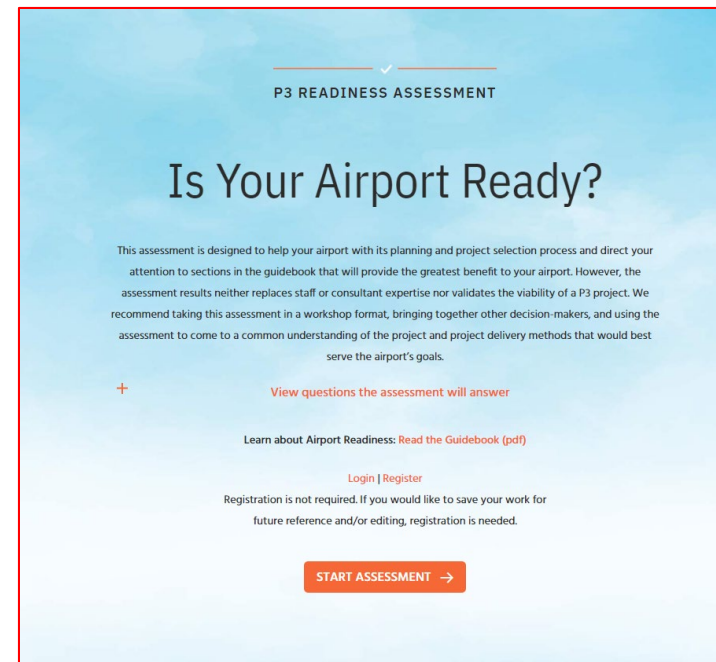 P3 READINESS ASSESSMENT
Is Your Airport Ready?
This assessment is designed to help your airport with its planning and project selection process and direct your
attention to sections in the guidebook that will provide the greatest benefit to your airport. However, the
assessment results neither replaces staff or consultant expertise nor validates the viability of a P3 project. We
recommend taking this assessment in a workshop format, bringing together other decision-makers, and using the
assessment to come to a common understanding of the project and project delivery methods that would best
serve the airport's goals.
+ View questions the assessment will answer
Learn about Airport Readiness: Read the Guidebook (pdf)
Login | Register
Registration is not required. If you would like to save your work for
future reference and/or editing, registration is needed.
START ASSESSMENT →